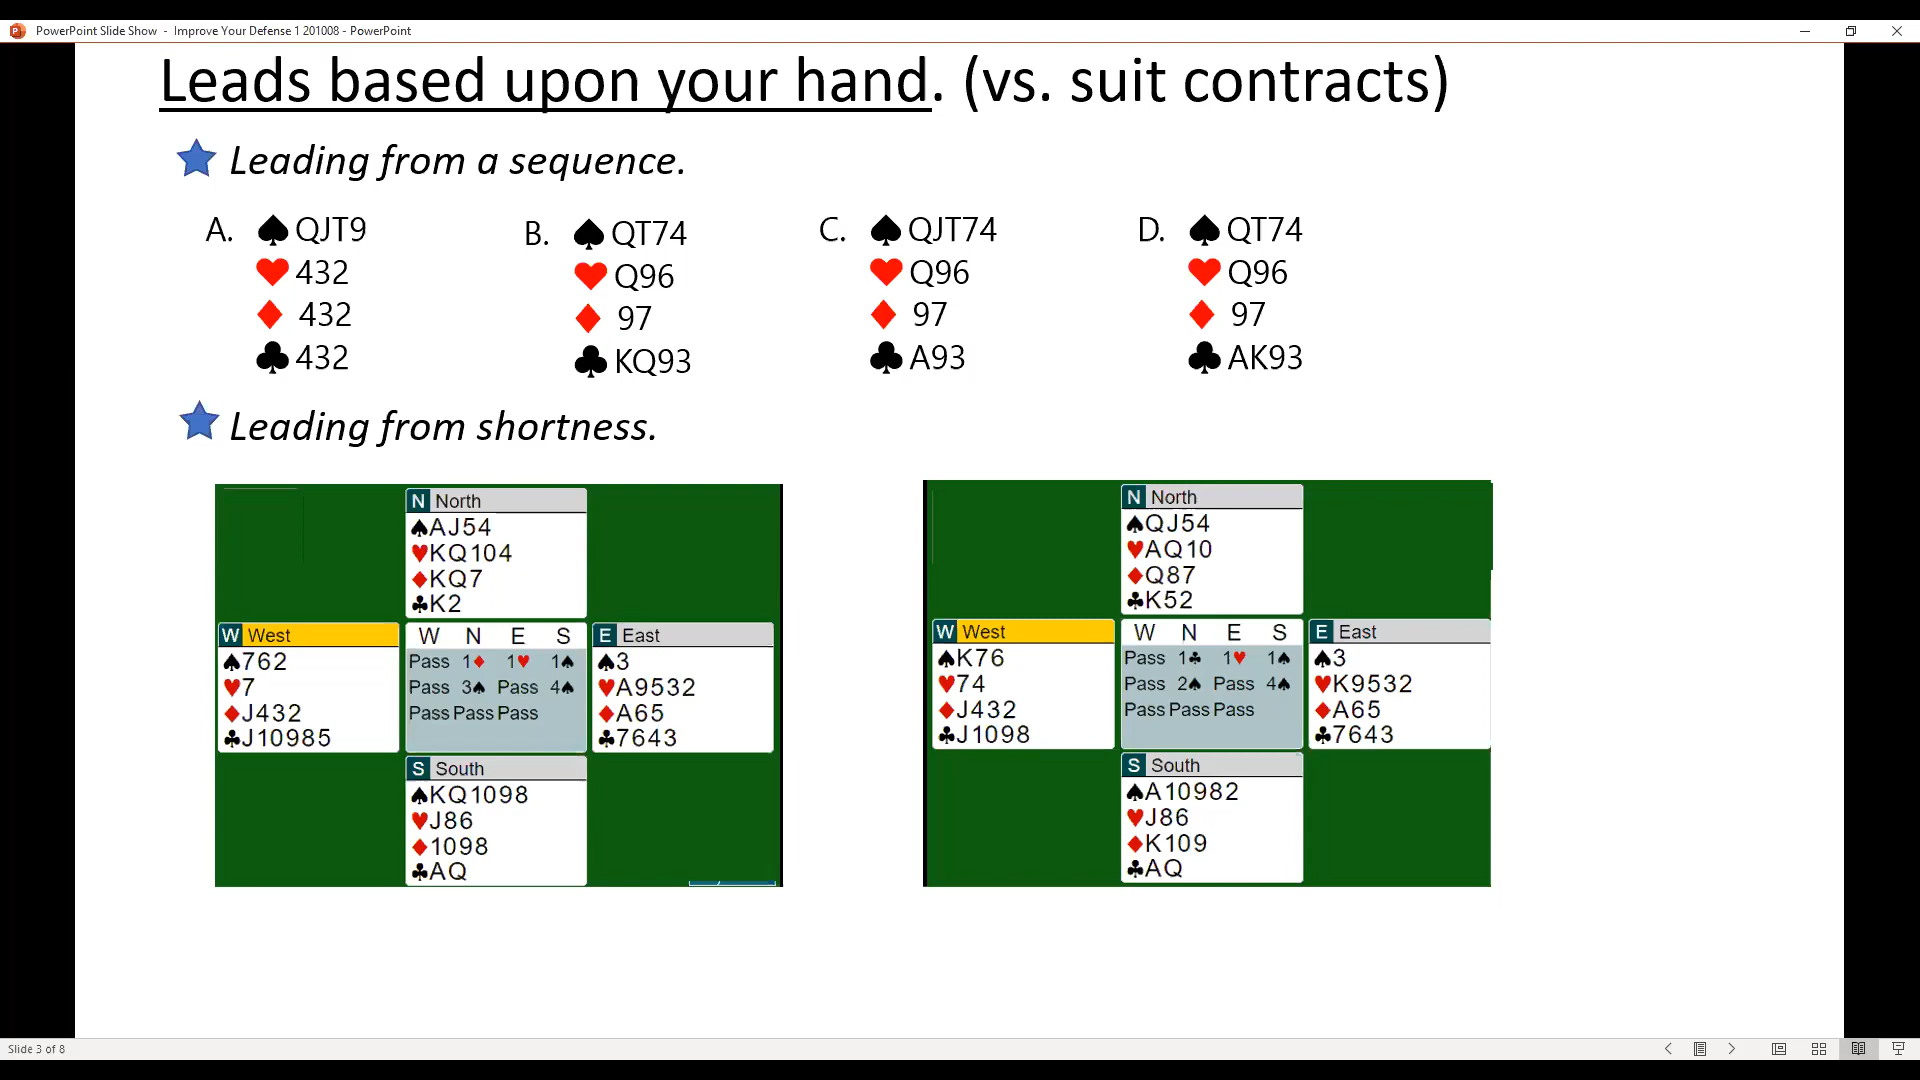 PowerPoint Slide Show - Improve Your Defense 1 201008 - PowerPoint
Leads based upon your hand. (vs. suit contracts)
Leading from a sequence.
A. ♠ QJT9
♥ 432
♦ 432
♣ 432
B. ♠ QT74
♥ Q96
♦ 97
♣ KQ93
C. ♠ QJT74
♥ Q96
♦ 97
♣ A93
D. ♠ QT74
♥ Q96
♦ 97
♣ AK93
Leading from shortness.
N North
♠AJ54
♥KQ104
♦KQ7
♣K2
W West
♠762
♥7
♦J432
♣J10985
W N E S
Pass 1♦ 1♥ 1♠
Pass 3♠ Pass 4♠
Pass Pass Pass
E East
♠3
♥A9532
♦A65
♣7643
S South
♠KQ1098
♥J86
♦1098
♣AQ
N North
♠QJ54
♥AQ10
♦Q87
♣K52
W West
♠K76
♥74
♦J432
♣J1098
W N E S
Pass 1♣ 1♥ 1♠
Pass 2♠ Pass 4♠
Pass Pass Pass
E East
♠3
♥K9532
♦A65
♣7643
S South
♠A10982
♥J86
♦K109
♣AQ
Slide 3 of 8